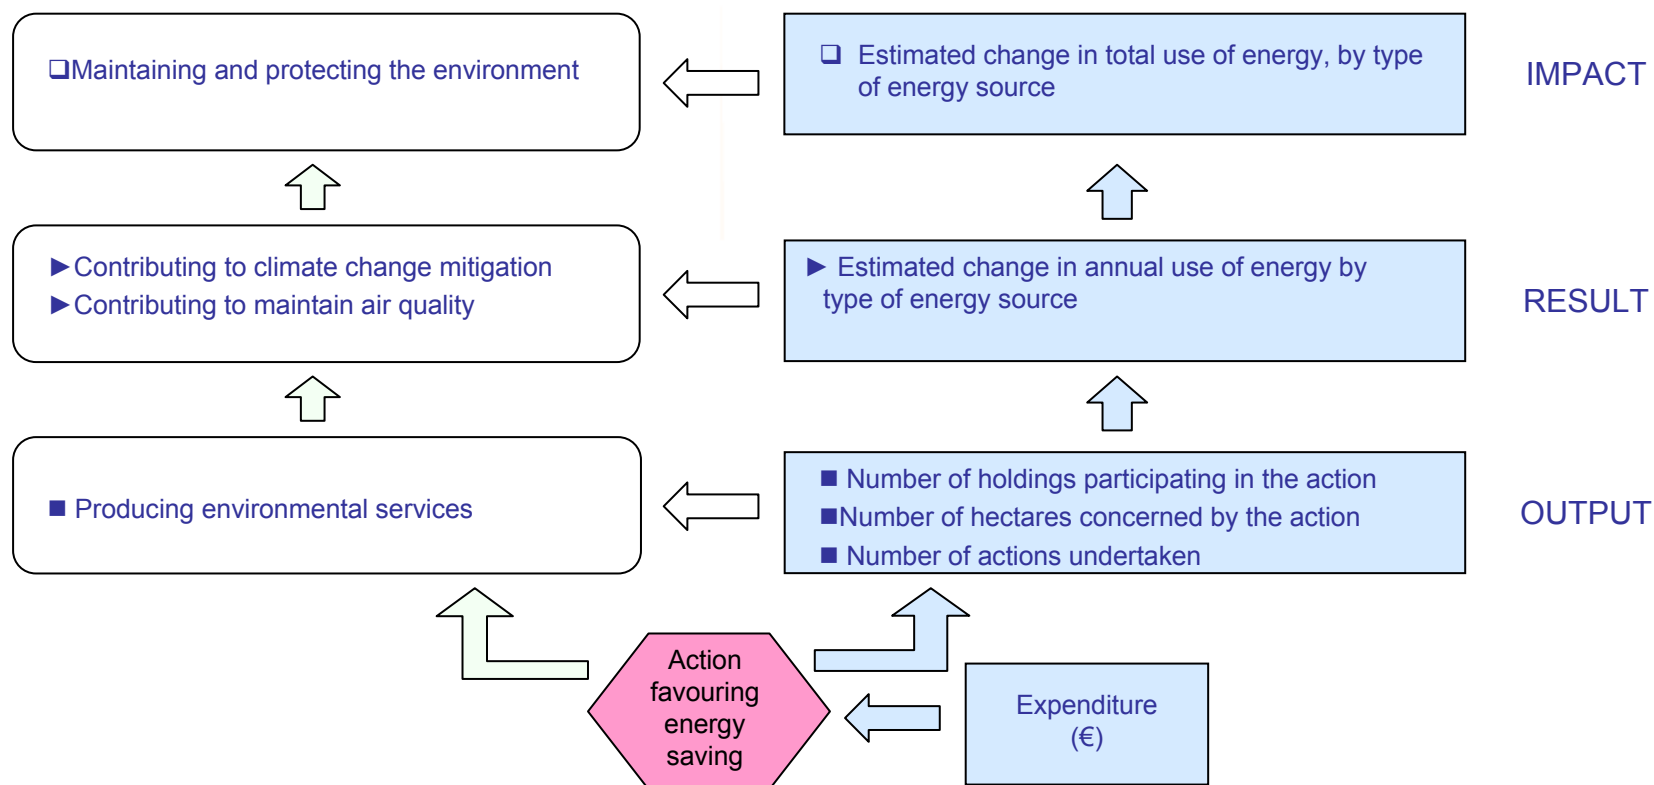 ❑Maintaining and protecting the environment
❑ Estimated change in total use of energy, by type
of energy source
IMPACT
►Contributing to climate change mitigation
►Contributing to maintain air quality
► Estimated change in annual use of energy by
type of energy source
RESULT
■ Producing environmental services
■ Number of holdings participating in the action
■Number of hectares concerned by the action
■ Number of actions undertaken
OUTPUT
Action
favouring
energy
saving
Expenditure
(€)